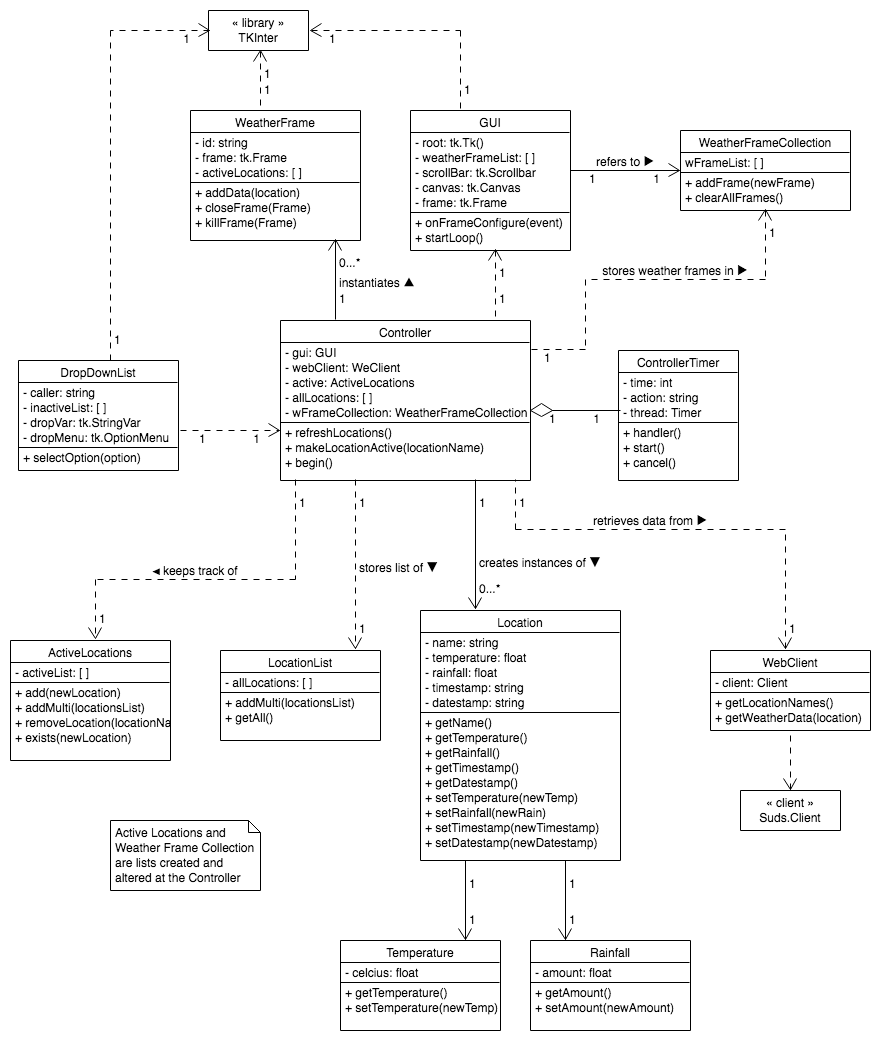 « library »
TKInter
1
1
1
1
1
WeatherFrame
- id: string
- frame: tk.Frame
- activeLocations: [ ]
+ addData(location)
+ closeFrame(Frame)
+ killFrame(Frame)
GUI
- root: tk.Tk()
- weatherFrameList: [ ]
- scrollBar: tk.Scrollbar
- canvas: tk.Canvas
- frame: tk.Frame
+ onFrameConfigure(event)
+ startLoop()
refers to ▶
1
1
WeatherFrameCollection
wFrameList: [ ]
+ addFrame(newFrame)
+ clearAllFrames()
1
0...*
instantiates ▲
1
1
1
stores weather frames in ▶
1
1
DropDownList
- caller: string
- inactiveList: [ ]
- dropVar: tk.StringVar
- dropMenu: tk.OptionMenu
+ selectOption(option)
1
1
Controller
- gui: GUI
- webClient: WeClient
- active: ActiveLocations
- allLocations: [ ]
- wFrameCollection: WeatherFrameCollection
+ refreshLocations()
+ makeLocationActive(locationName)
+ begin()
1
1
ControllerTimer
- time: int
- action: string
- thread: Timer
+ handler()
+ start()
+ cancel()
1
1
1
1
retrieves data from ▶
◄ keeps track of
stores list of ▼
creates instances of ▼
0...*
1
1
1
ActiveLocations
- activeList: [ ]
+ add(newLocation)
+ addMulti(locationsList)
+ removeLocation(locationNa
+ exists(newLocation)
LocationList
- allLocations: [ ]
+ addMulti(locationsList)
+ getAll()
Location
- name: string
- temperature: float
- rainfall: float
- timestamp: string
- datestamp: string
+ getName()
+ getTemperature()
+ getRainfall()
+ getTimestamp()
+ getDatestamp()
+ setTemperature(newTemp)
+ setRainfall(newRain)
+ setTimestamp(newTimestamp)
+ setDatestamp(newDatestamp)
WebClient
- client: Client
+ getLocationNames()
+ getWeatherData(location)
« client »
Suds.Client
Active Locations and
Weather Frame Collection
are lists created and
altered at the Controller
1
1
1
1
Temperature
- celcius: float
+ getTemperature()
+ setTemperature(newTemp)
Rainfall
- amount: float
+ getAmount()
+ setAmount(newAmount)